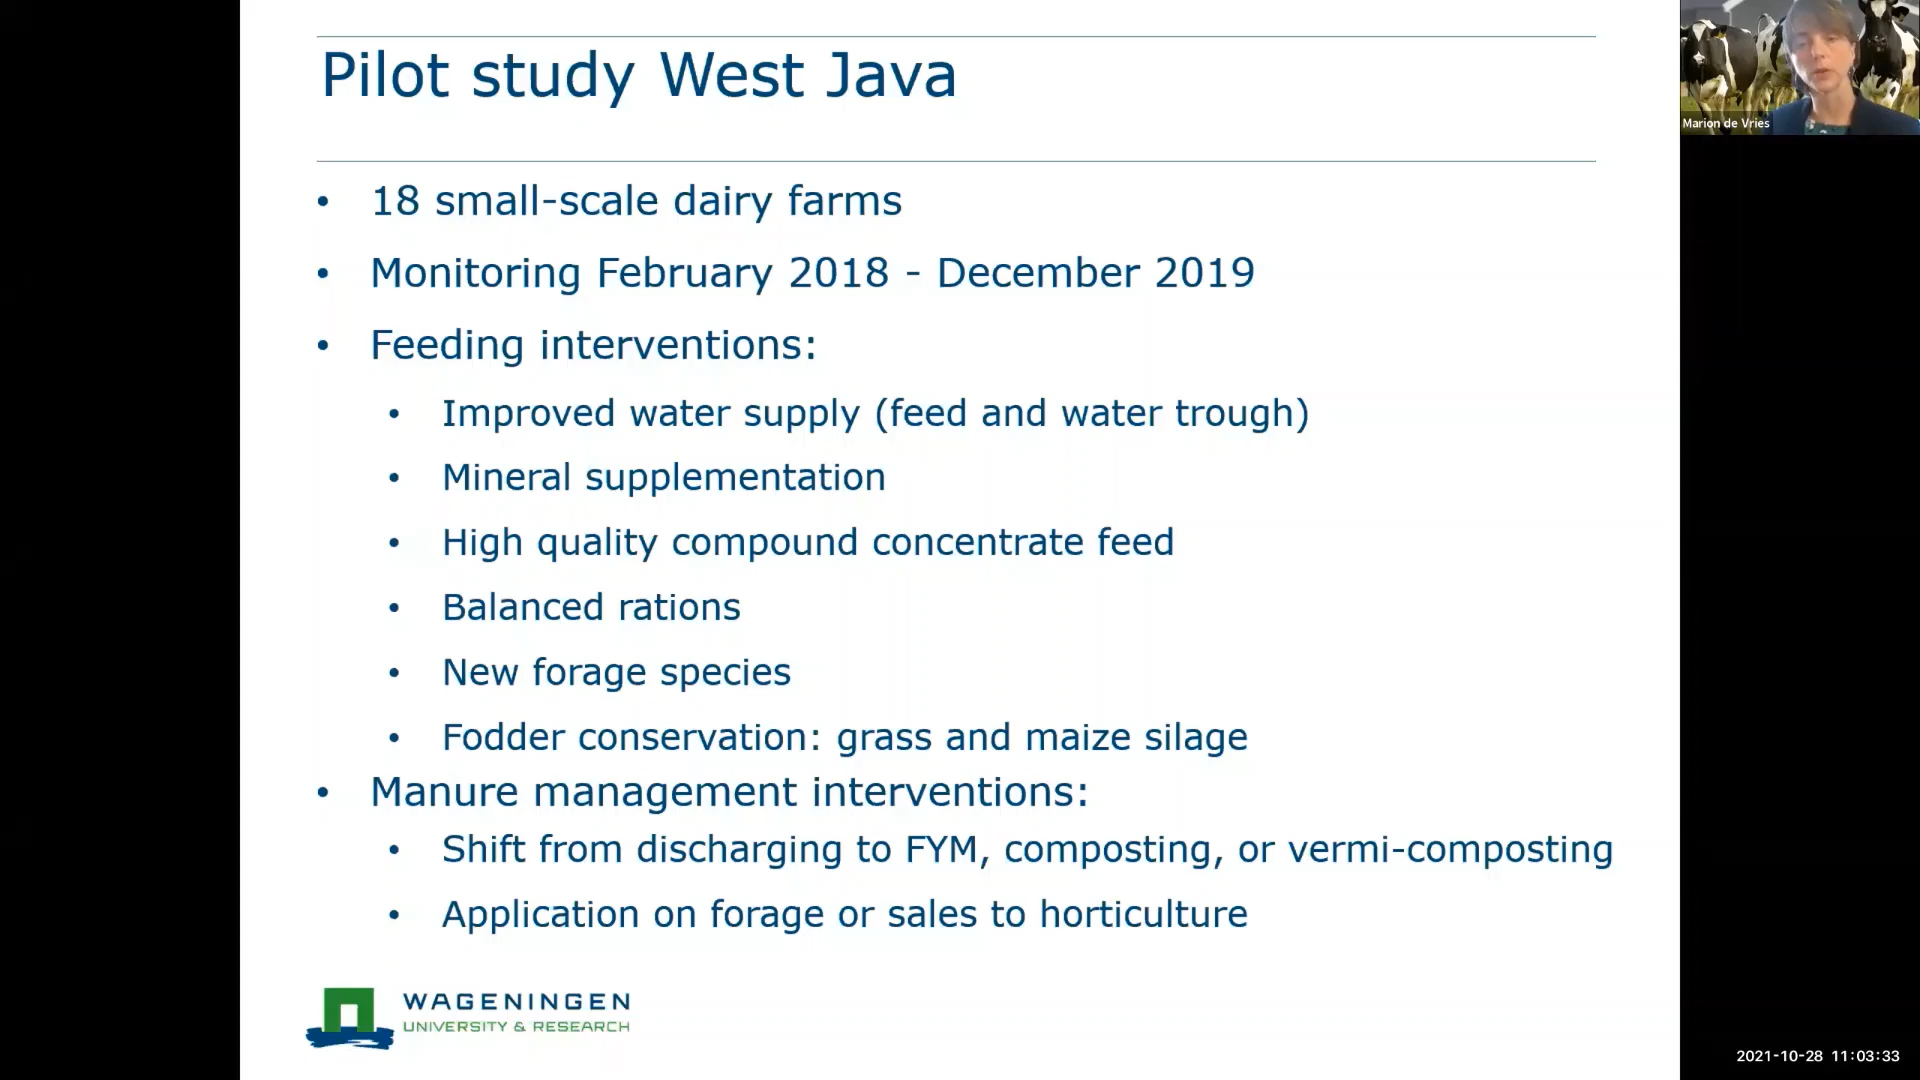 Pilot study West Java
Marion de Vries
• 18 small-scale dairy farms
• Monitoring February 2018 - December 2019
• Feeding interventions:
• Improved water supply (feed and water trough)
• Mineral supplementation
• High quality compound concentrate feed
• Balanced rations
• New forage species
• Fodder conservation: grass and maize silage
• Manure management interventions:
• Shift from discharging to FYM, composting, or vermi-composting
• Application on forage or sales to horticulture
WAGENINGEN
UNIVERSITY & RESEARCH
2021-10-28 11:03:33